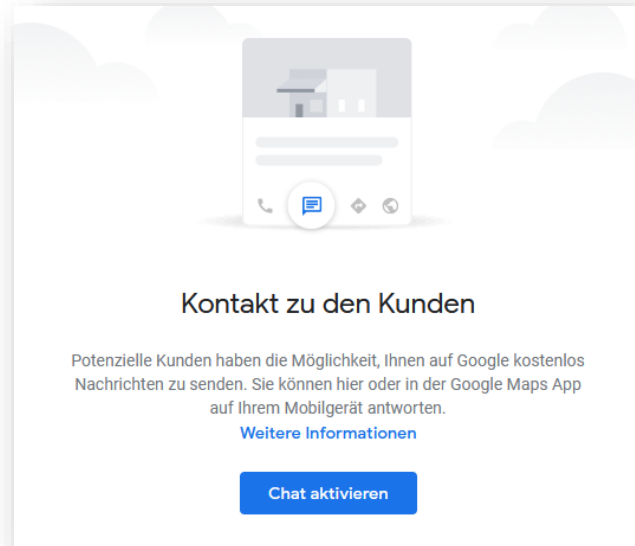 Kontakt zu den Kunden
Potenzielle Kunden haben die Möglichkeit, Ihnen auf Google kostenlos
Nachrichten zu senden. Sie können hier oder in der Google Maps App
auf Ihrem Mobilgerät antworten.
Weitere Informationen
Chat aktivieren